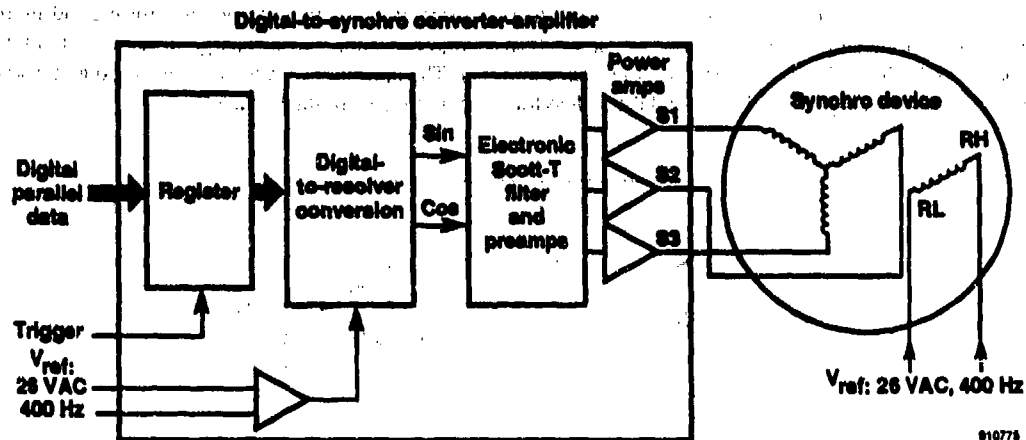 Digital-to-synchro converter-amplifier
Power
amps
Digital
parallel
data
Register
Digital-
to-resolver
conversion
Sin
Cos
Electronic
Scott-T
filter
and
preamps
S1
S2
S3
Synchro device
RH
RL
Trigger
Vref:
26 VAC
400 Hz
Vref: 26 VAC, 400 Hz
910775